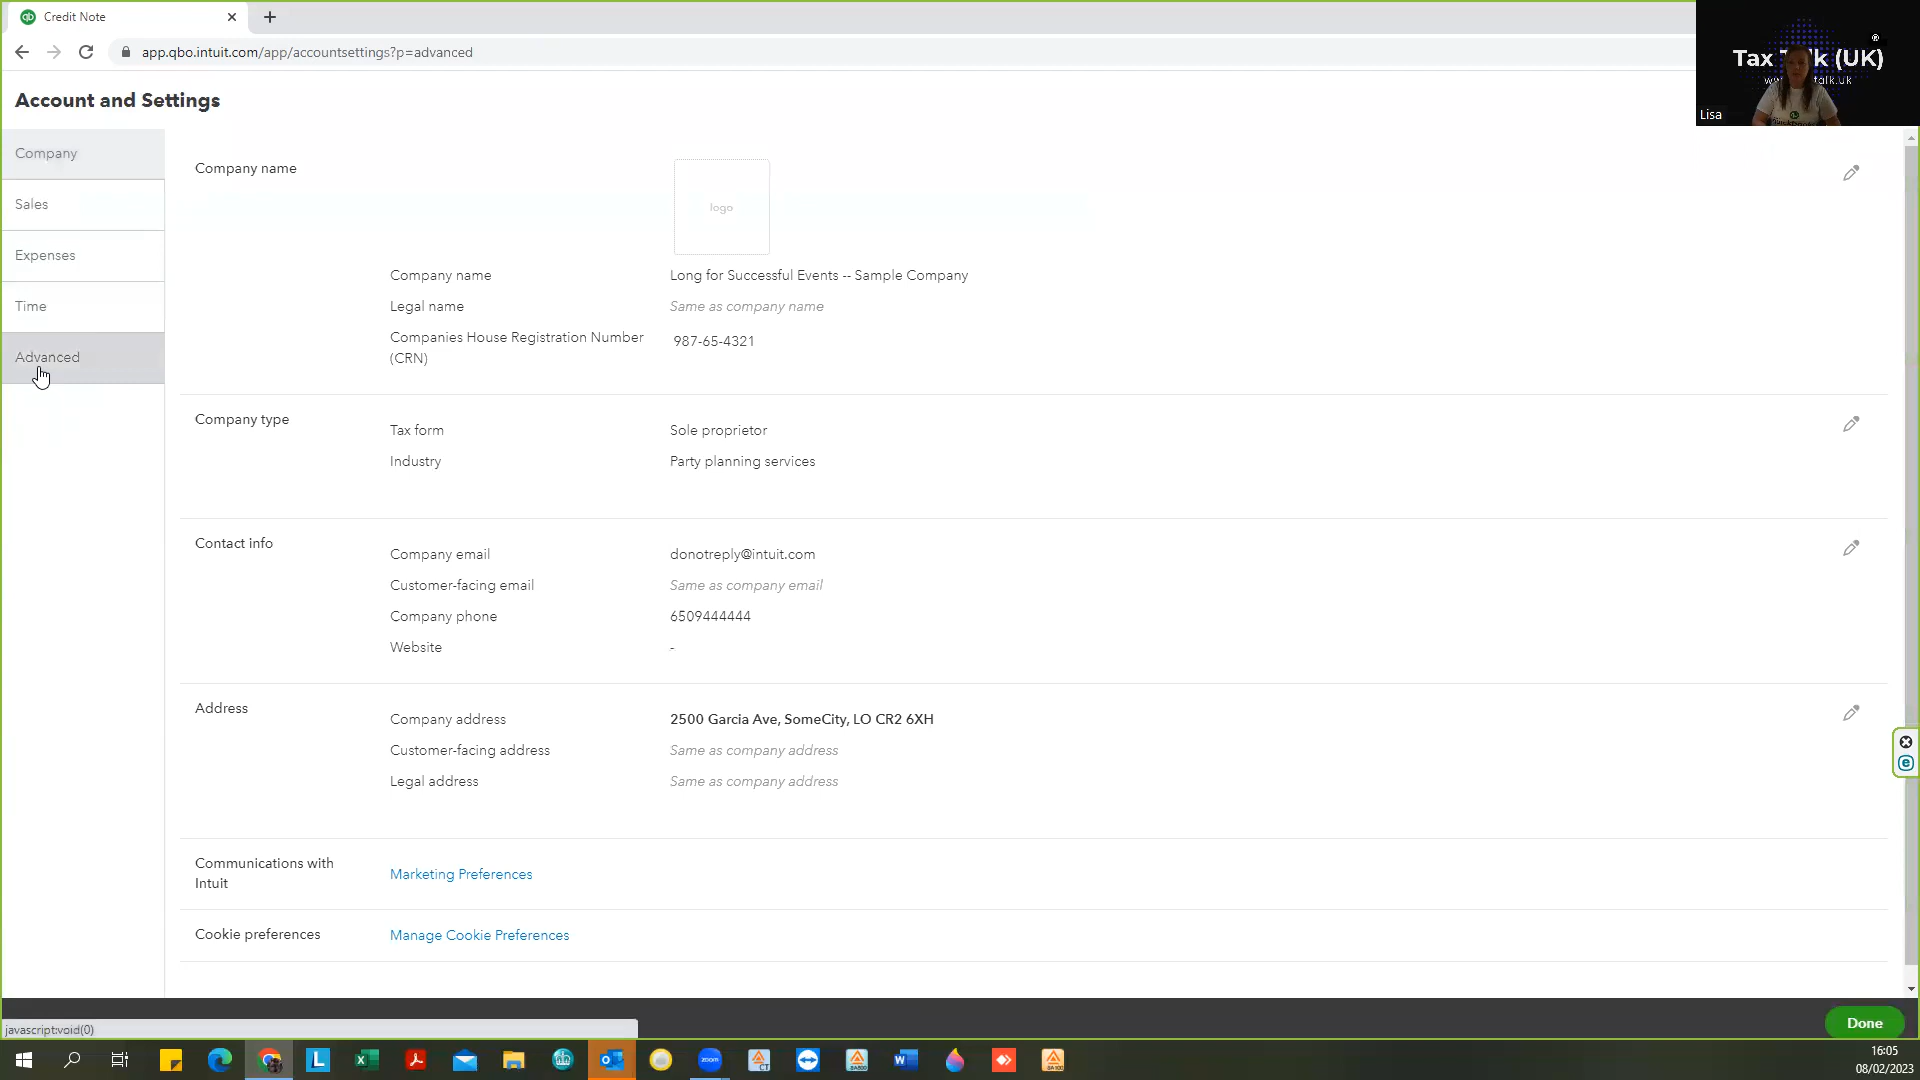 Credit Note
app.qbo.intuit.com/app/accountsettings?p=advanced
Tax T lk (UK)
®
talk.uk
Lisa
Account and Settings
Company
Sales
Expenses
Time
Advanced
Company name
logo
Company name Long for Successful Events -- Sample Company
Legal name Same as company name
Companies House Registration Number
(CRN)
987-65-4321
Company type
Tax form Sole proprietor
Industry Party planning services
Contact info
Company email donotreply@intuit.com
Customer-facing email Same as company email
Company phone 6509444444
Website -
Address
Company address 2500 Garcia Ave, SomeCity, LO CR2 6XH
Customer-facing address Same as company address
Legal address Same as company address
Communications with
Intuit
Marketing Preferences
Cookie preferences Manage Cookie Preferences
Done
javascript:void(0)
16:05
08/02/2023